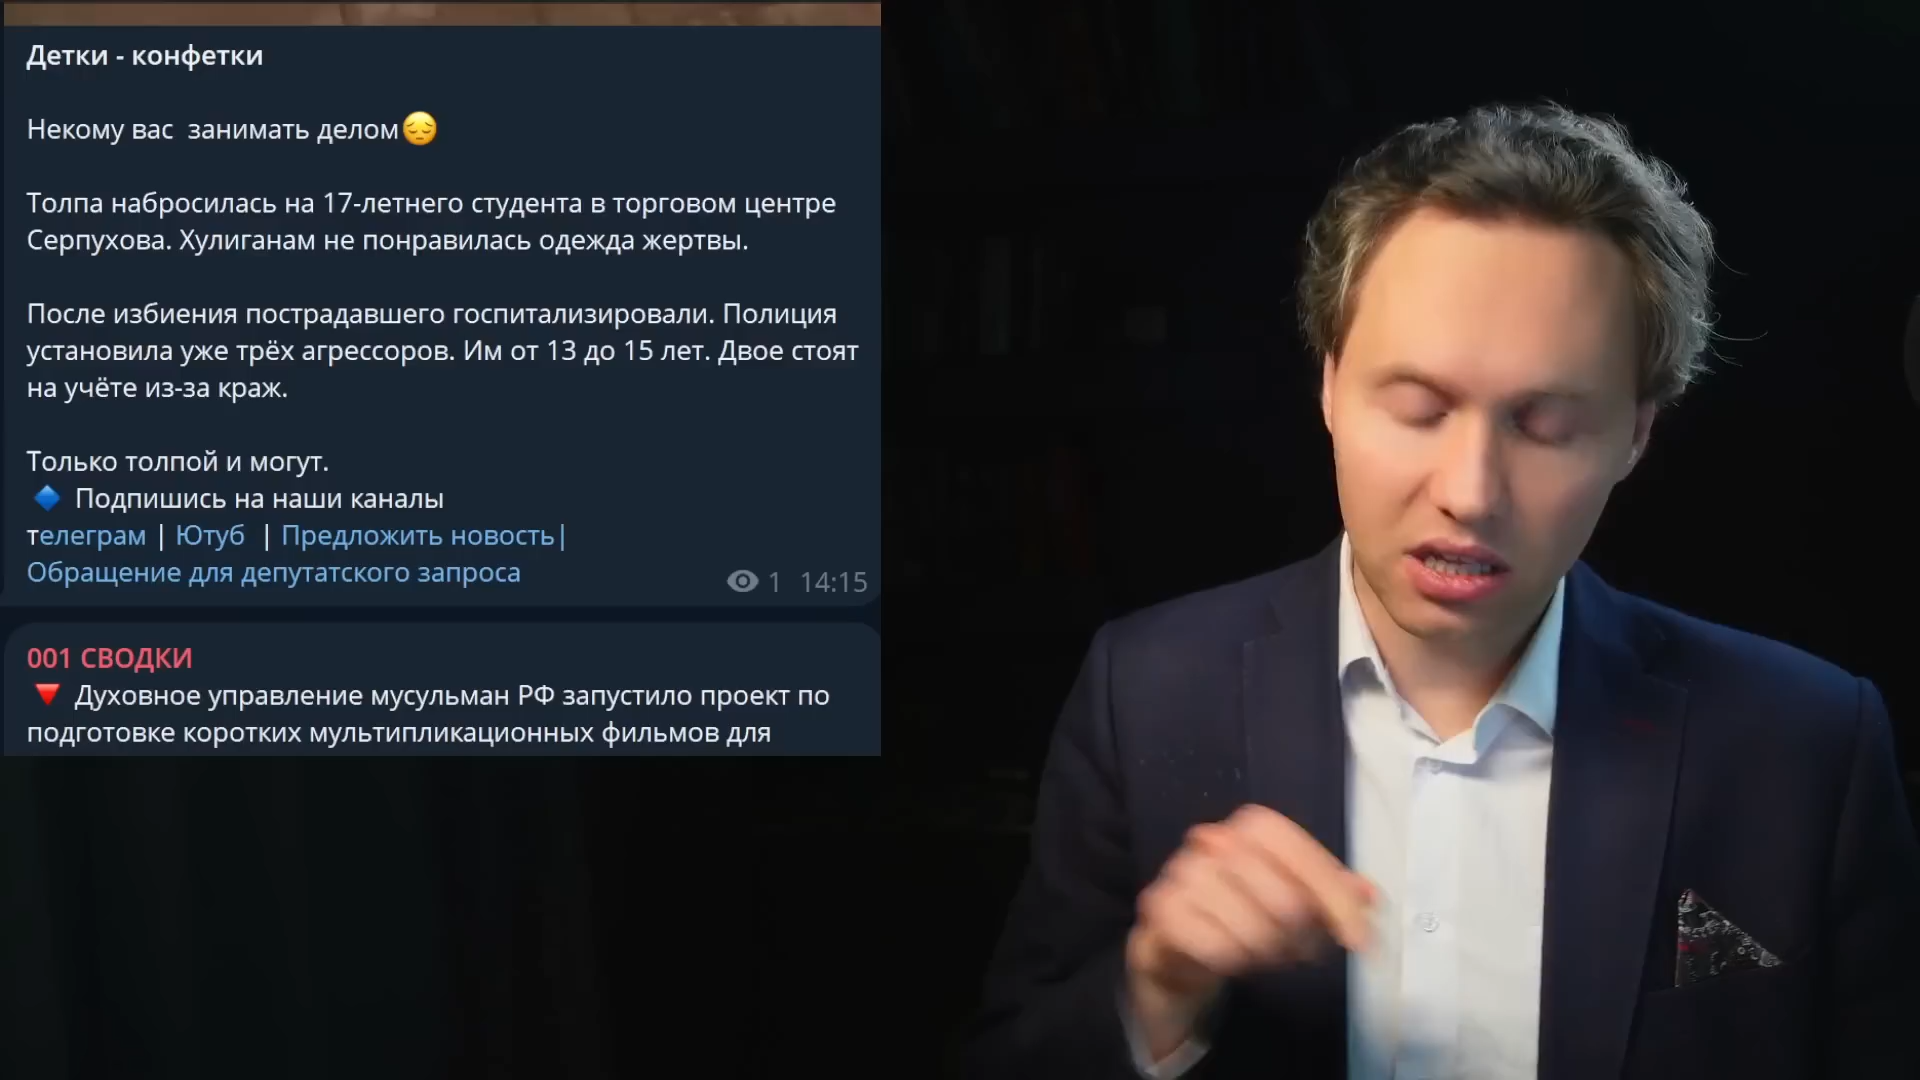 Детки - конфетки
Некому вас занимать делом😔
Толпа набросилась на 17-летнего студента в торговом центре
Серпухова. Хулиганам не понравилась одежда жертвы.
После избиения пострадавшего госпитализировали. Полиция
установила уже трёх агрессоров. Им от 13 до 15 лет. Двое стоят
на учёте из-за краж.
Только толпой и могут.
🔹 Подпишись на наши каналы
телеграм | Ютуб | Предложить новость|
Обращение для депутатского запроса
1 14:15
001 СВОДКИ
🔻 Духовное управление мусульман РФ запустило проект по
подготовке коротких мультипликационных фильмов для